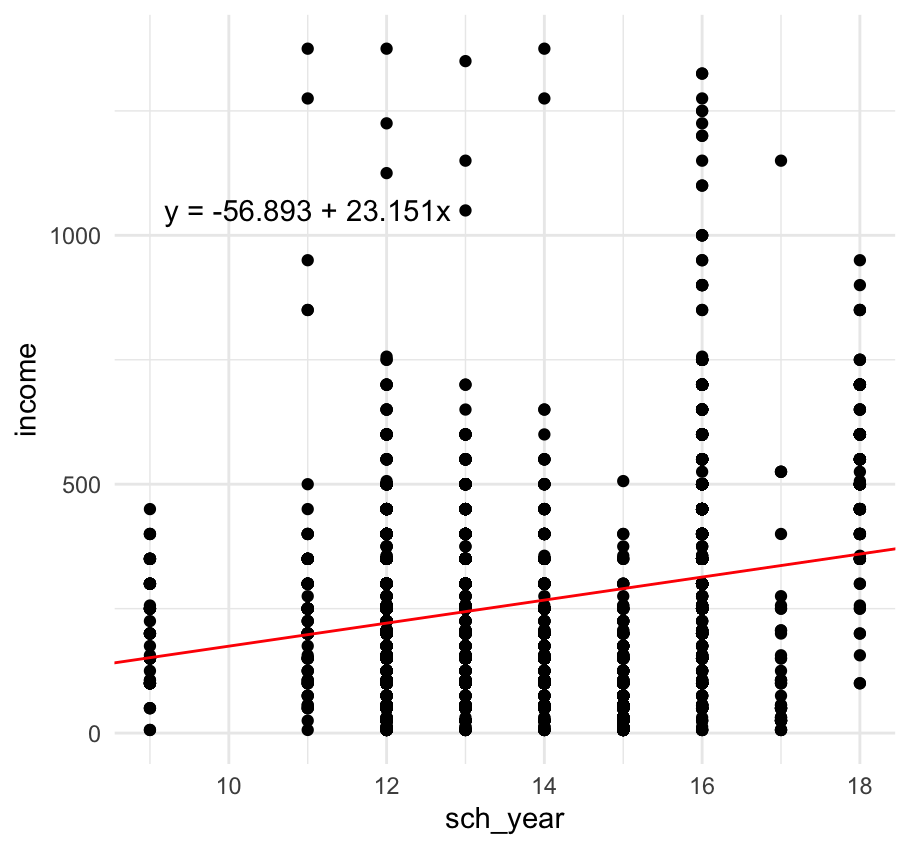 y = -56.893 + 23.151x
1000
500
0
income
10 12 14 16 18
sch_year